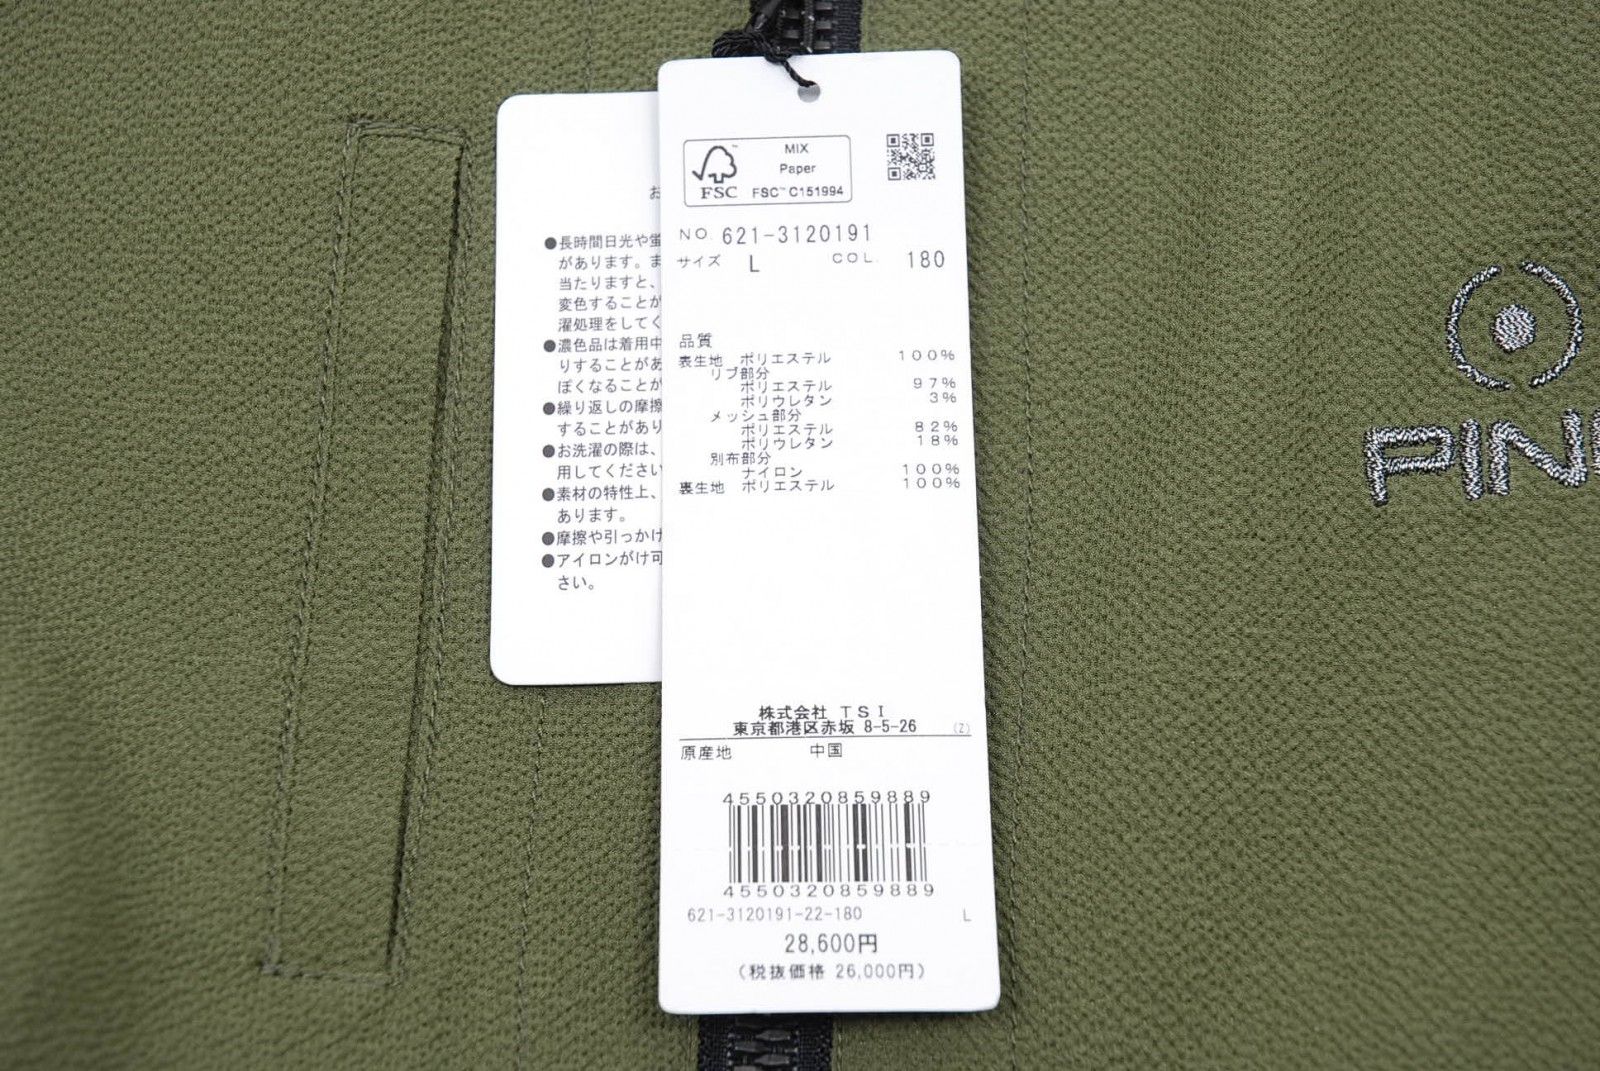 MIX
Paper
FSC
FSC™ C151994
NO. 621-3120191
サイズ L COL. 180
品質
表生地 ポリエステル 100%
リブ部分
ポリエステル 97%
ポリウレタン 3%
メッシュ部分
ポリエステル 82%
ポリウレタン 18%
別布部分
ナイロン 100%
裏生地 ポリエステル 100%
株式会社 TSI
東京都港区赤坂 8-5-26 (Z)
原産地 中国
4550320859889
4550320859889
621-3120191-22-180 L
28,600円
(税抜価格 26,000円)
お
●長時間日光や蛍
があります。ま
当たりますと、
変色することが
濯処理をしてく
●濃色品は着用中
りすることがあ
ぽくなることが
●繰り返しの摩擦
することがあり
●お洗濯の際は、
用してください
●素材の特性上、
あります。
●摩擦や引っかけ
●アイロンがけ可
さい。
PIN